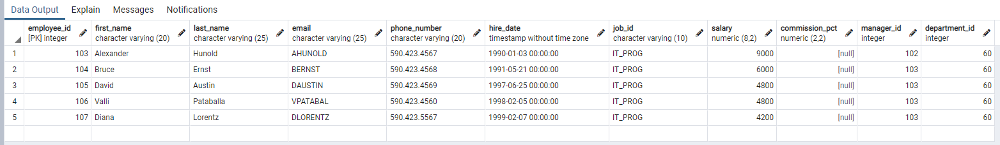 Data Output Explain Messages Notifications
employee_id first_name last_name email phone_number hire_date job_id salary commission_pct manager_id department_id
[PK] integer character varying (20) character varying (25) character varying (25) character varying (20) timestamp without time zone character varying (10) numeric (8,2) numeric (2,2) integer integer
1 103 Alexander Hunold AHUNOLD 590.423.4567 1990-01-03 00:00:00 IT_PROG 9000 [null] 102 60
2 104 Bruce Ernst BERNST 590.423.4568 1991-05-21 00:00:00 IT_PROG 6000 [null] 103 60
3 105 David Austin DAUSTIN 590.423.4569 1997-06-25 00:00:00 IT_PROG 4800 [null] 103 60
4 106 Valli Pataballa VPATABAL 590.423.4560 1998-02-05 00:00:00 IT_PROG 4800 [null] 103 60
5 107 Diana Lorentz DLORENTZ 590.423.5567 1999-02-07 00:00:00 IT_PROG 4200 [null] 103 60